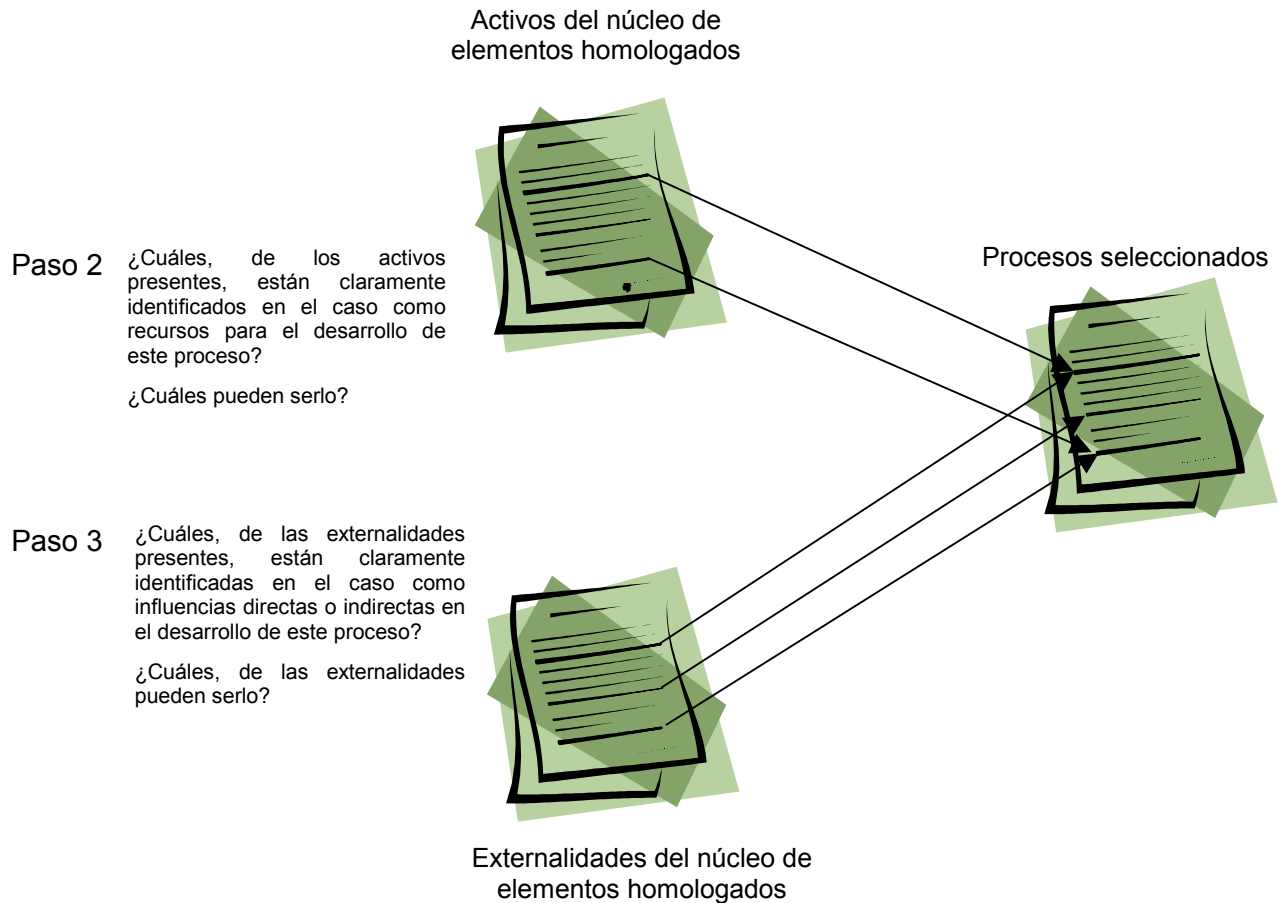 Activos del núcleo de
elementos homologados
Paso 2
¿Cuáles, de los activos
presentes, están claramente
identificados en el caso como
recursos para el desarrollo de
este proceso?
¿Cuáles pueden serlo?
Procesos seleccionados
Paso 3
¿Cuáles, de las externalidades
presentes, están claramente
identificadas en el caso como
influencias directas o indirectas en
el desarrollo de este proceso?
¿Cuáles, de las externalidades
pueden serlo?
Externalidades del núcleo de
elementos homologados